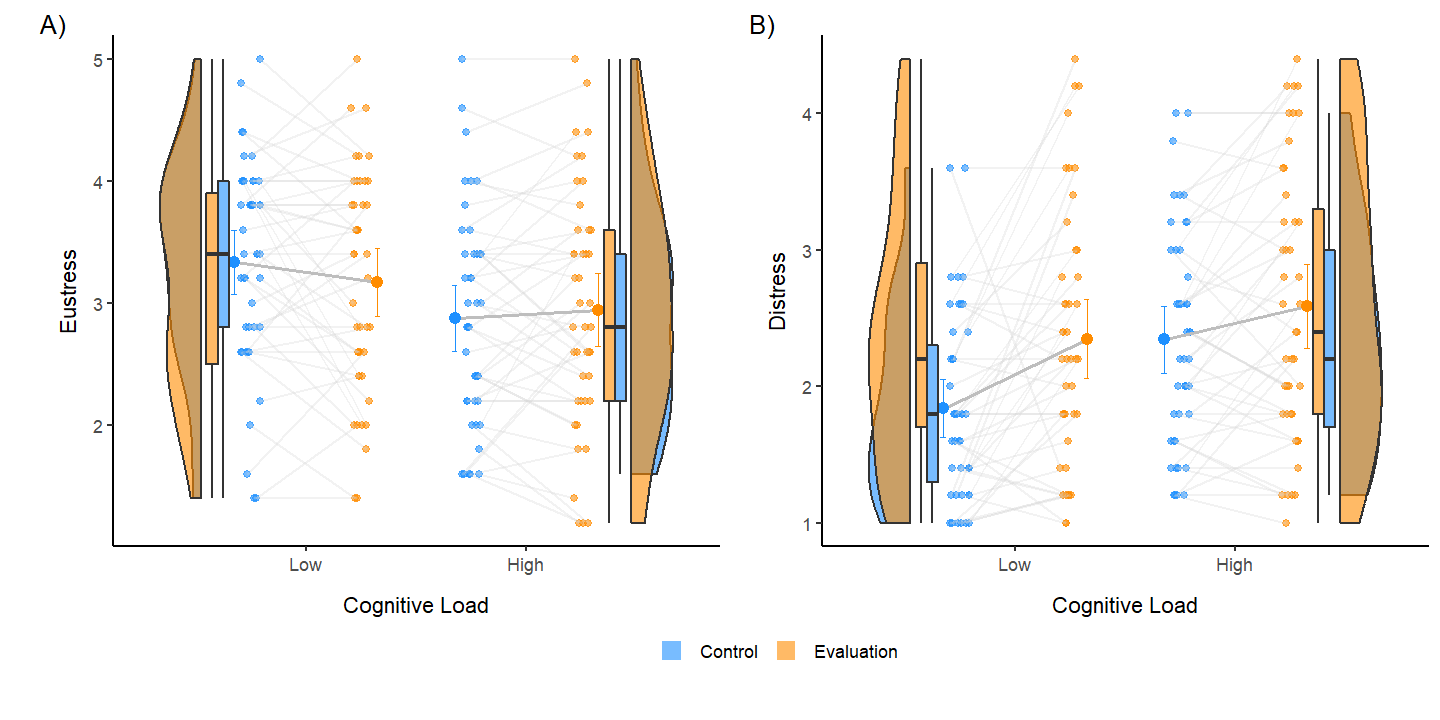 A)
B)
5
4
3
2
Eustress
Low
High
Cognitive Load
4
3
2
1
Distress
Low
High
Cognitive Load
Control
Evaluation